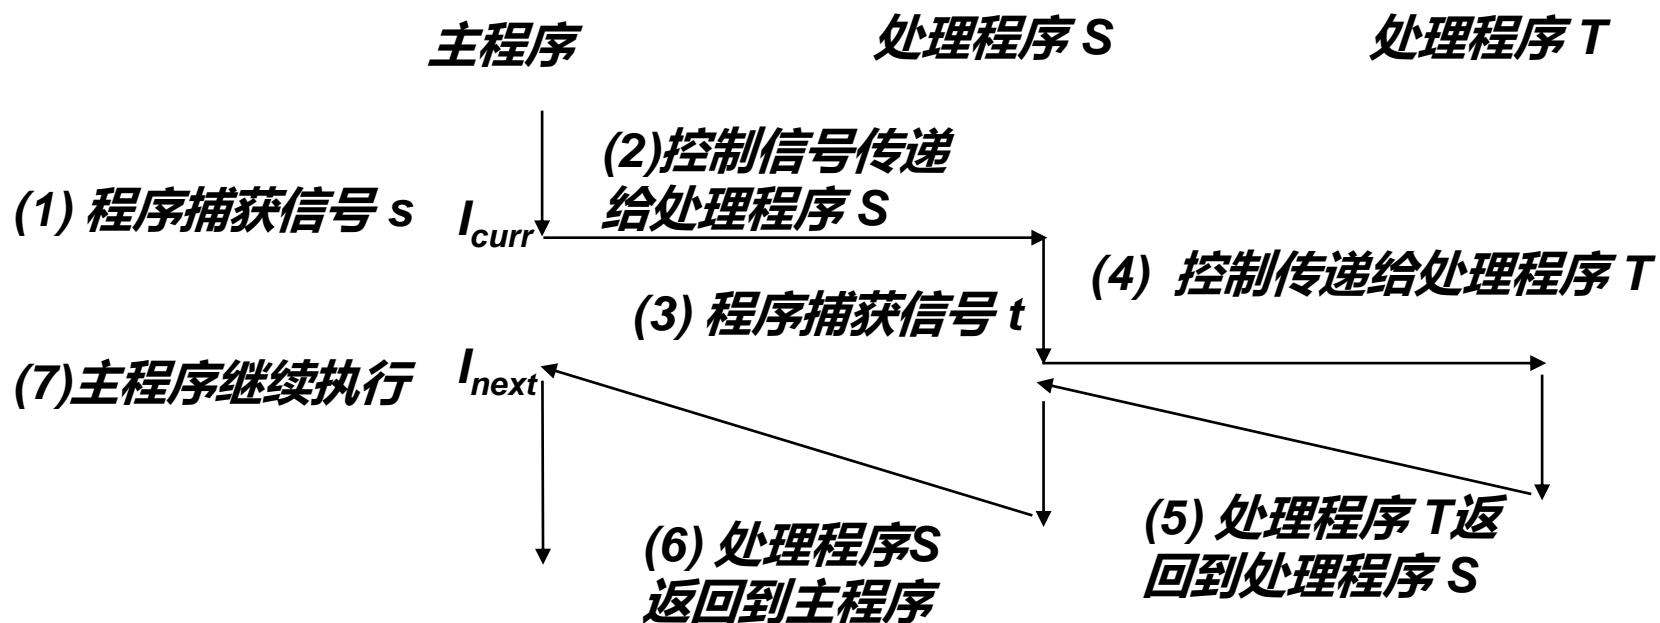 主程序
处理程序 S
处理程序 T
(1) 程序捕获信号 s
I curr
(2)控制信号传递
给处理程序 S
(3) 程序捕获信号 t
(4) 控制传递给处理程序 T
(7)主程序继续执行
I next
(6) 处理程序S
返回到主程序
(5) 处理程序 T返
回到处理程序 S